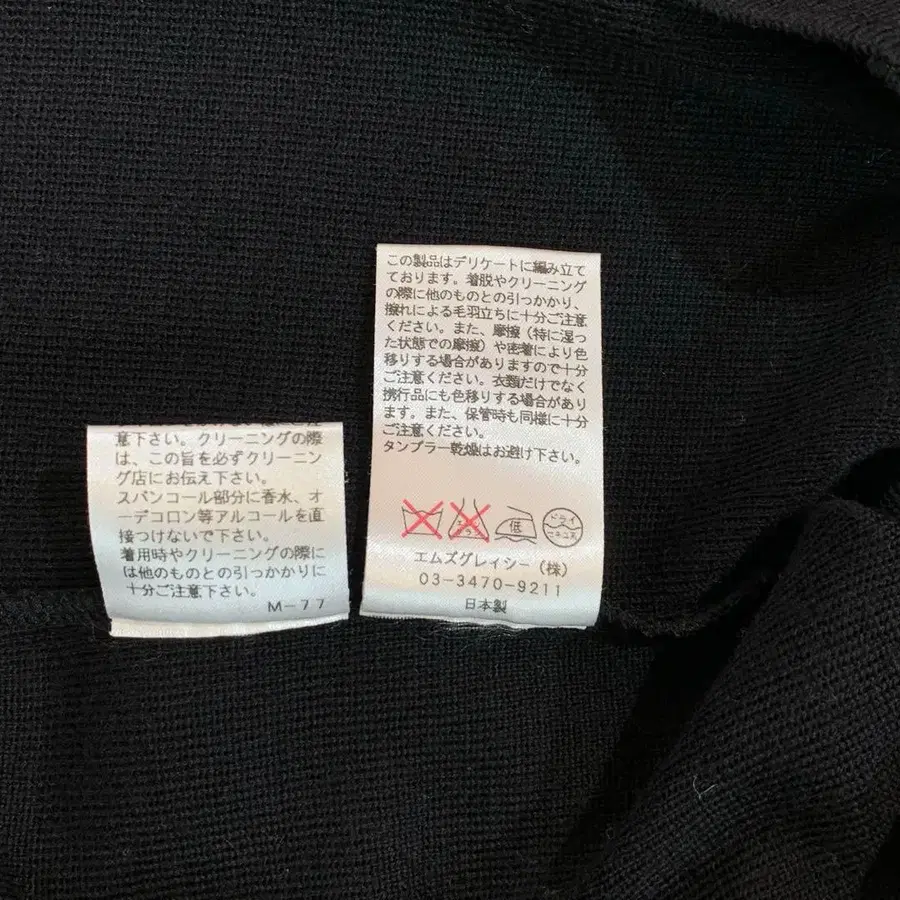 意下さい。クリーニングの際
は、この旨を必ずクリーニン
グ店にお伝え下さい。
スパンコール部分に香水、オ
ーデコロン等アルコールを直
接つけないで下さい。
着用時やクリーニングの際に
は他のものとの引っかかりに
十分ご注意下さい。
M-77
この製品はデリケートに編み立て
ております。着脱やクリーニング
の際に他のものとの引っかかり、
擦れによる毛羽立ちに十分ご注意
ください。また、摩擦（特に湿っ
た状態での摩擦）や密着により色
移りする場合がありますので十分
ご注意ください。衣類だけでなく
携行品にも色移りする場合があり
ます。また、保管時も同様に十分
ご注意ください。
タンブラー乾燥はお避け下さい。
エンソサラシ 低 ドライ
エムズグレイシー（株）
03-3470-9211
日本製